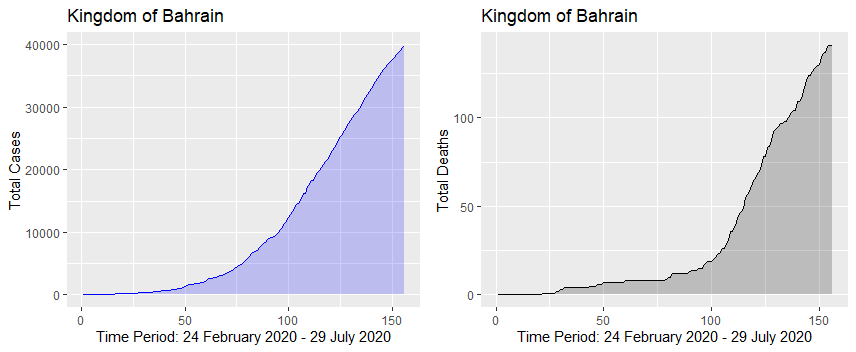 Kingdom of Bahrain
Total Cases
40000
30000
20000
10000
0
0 50 100 150
Time Period: 24 February 2020 - 29 July 2020
Kingdom of Bahrain
Total Deaths
100
50
0
0 50 100 150
Time Period: 24 February 2020 - 29 July 2020